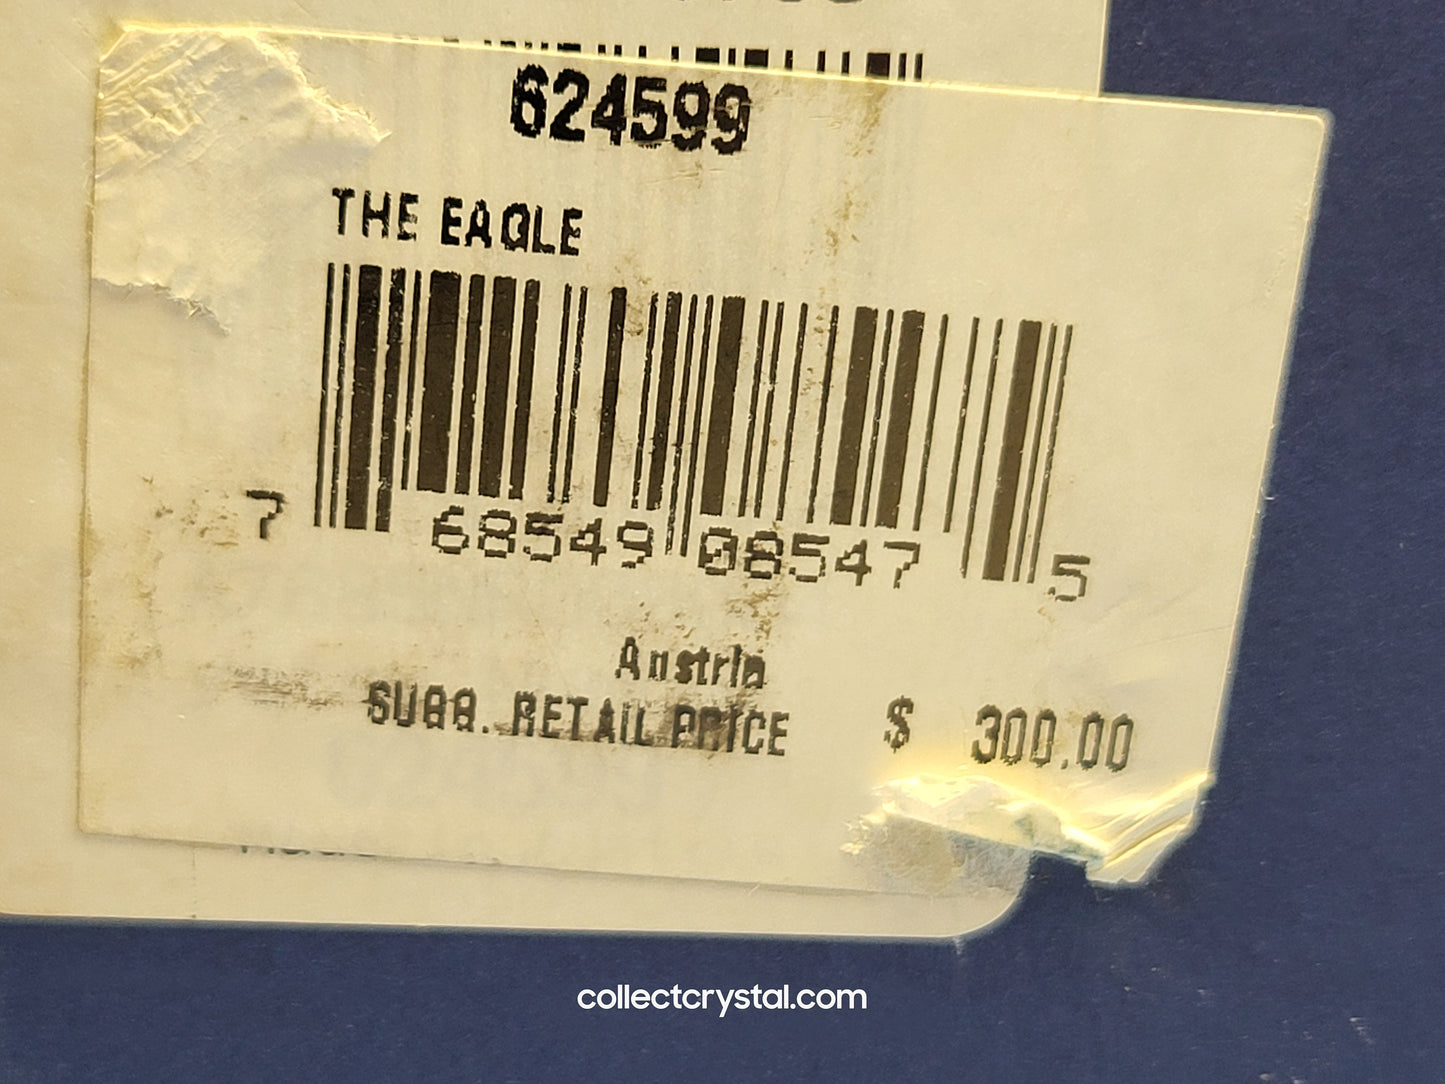 624599
THE EAGLE
7 68549 08547 5
Austria
SUGG. RETAIL PRICE $ 300.00
collectcrystal.com